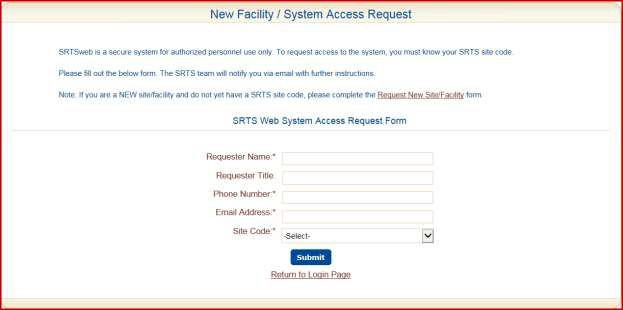 New Facility / System Access Request
SRTSweb is a secure system for authorized personnel use only. To request access to the system, you must know your SRTS site code.
Please fill out the below form. The SRTS team will notify you via email with further instructions.
Note: If you are a NEW site/facility and do not yet have a SRTS site code, please complete the Request New Site/Facility form.
SRTS Web System Access Request Form
Requester Name:*
Requester Title:
Phone Number:*
Email Address:*
Site Code:* -Select-
Submit
Return to Login Page